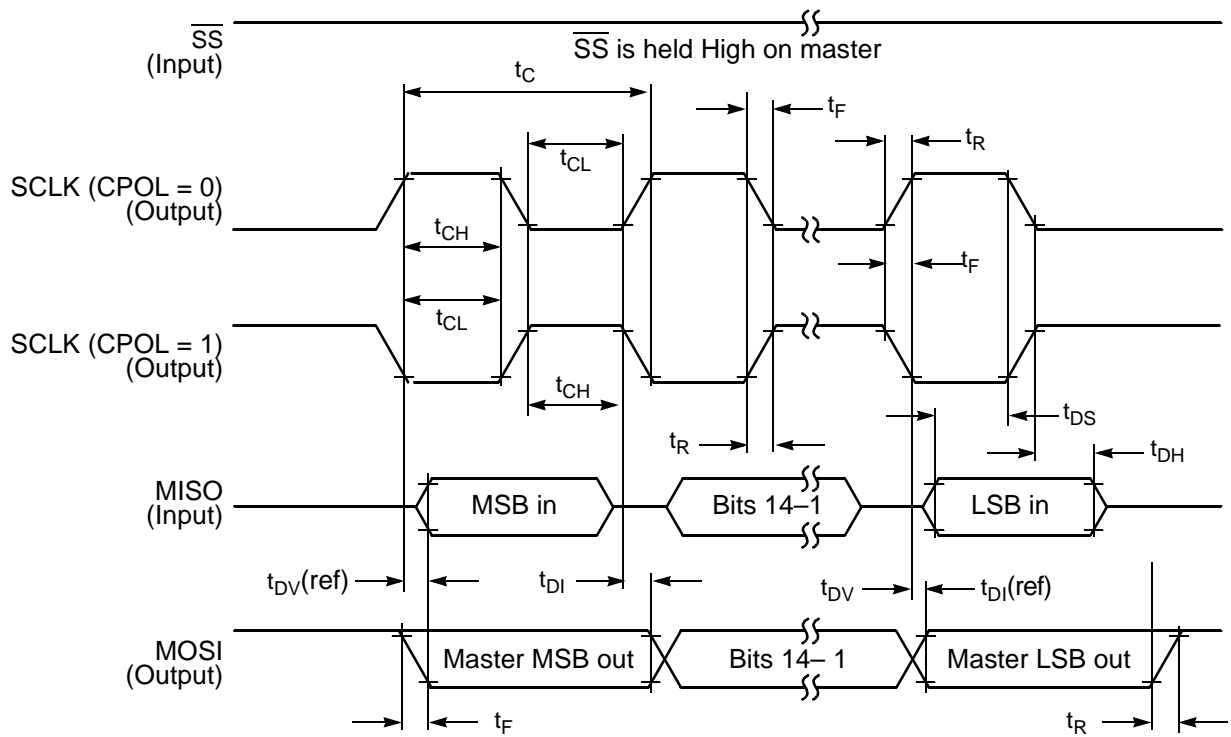 SS
(Input)
SS is held High on master
tC
tF
tR
tCL
SCLK (CPOL = 0)
(Output)
tCH
tF
tCL
SCLK (CPOL = 1)
(Output)
tCH
tDS
tR
tDH
MISO
(Input)
MSB in
Bits 14–1
LSB in
tDV(ref)
tDI
tDV
tDI(ref)
MOSI
(Output)
Master MSB out
Bits 14– 1
Master LSB out
tF
tR